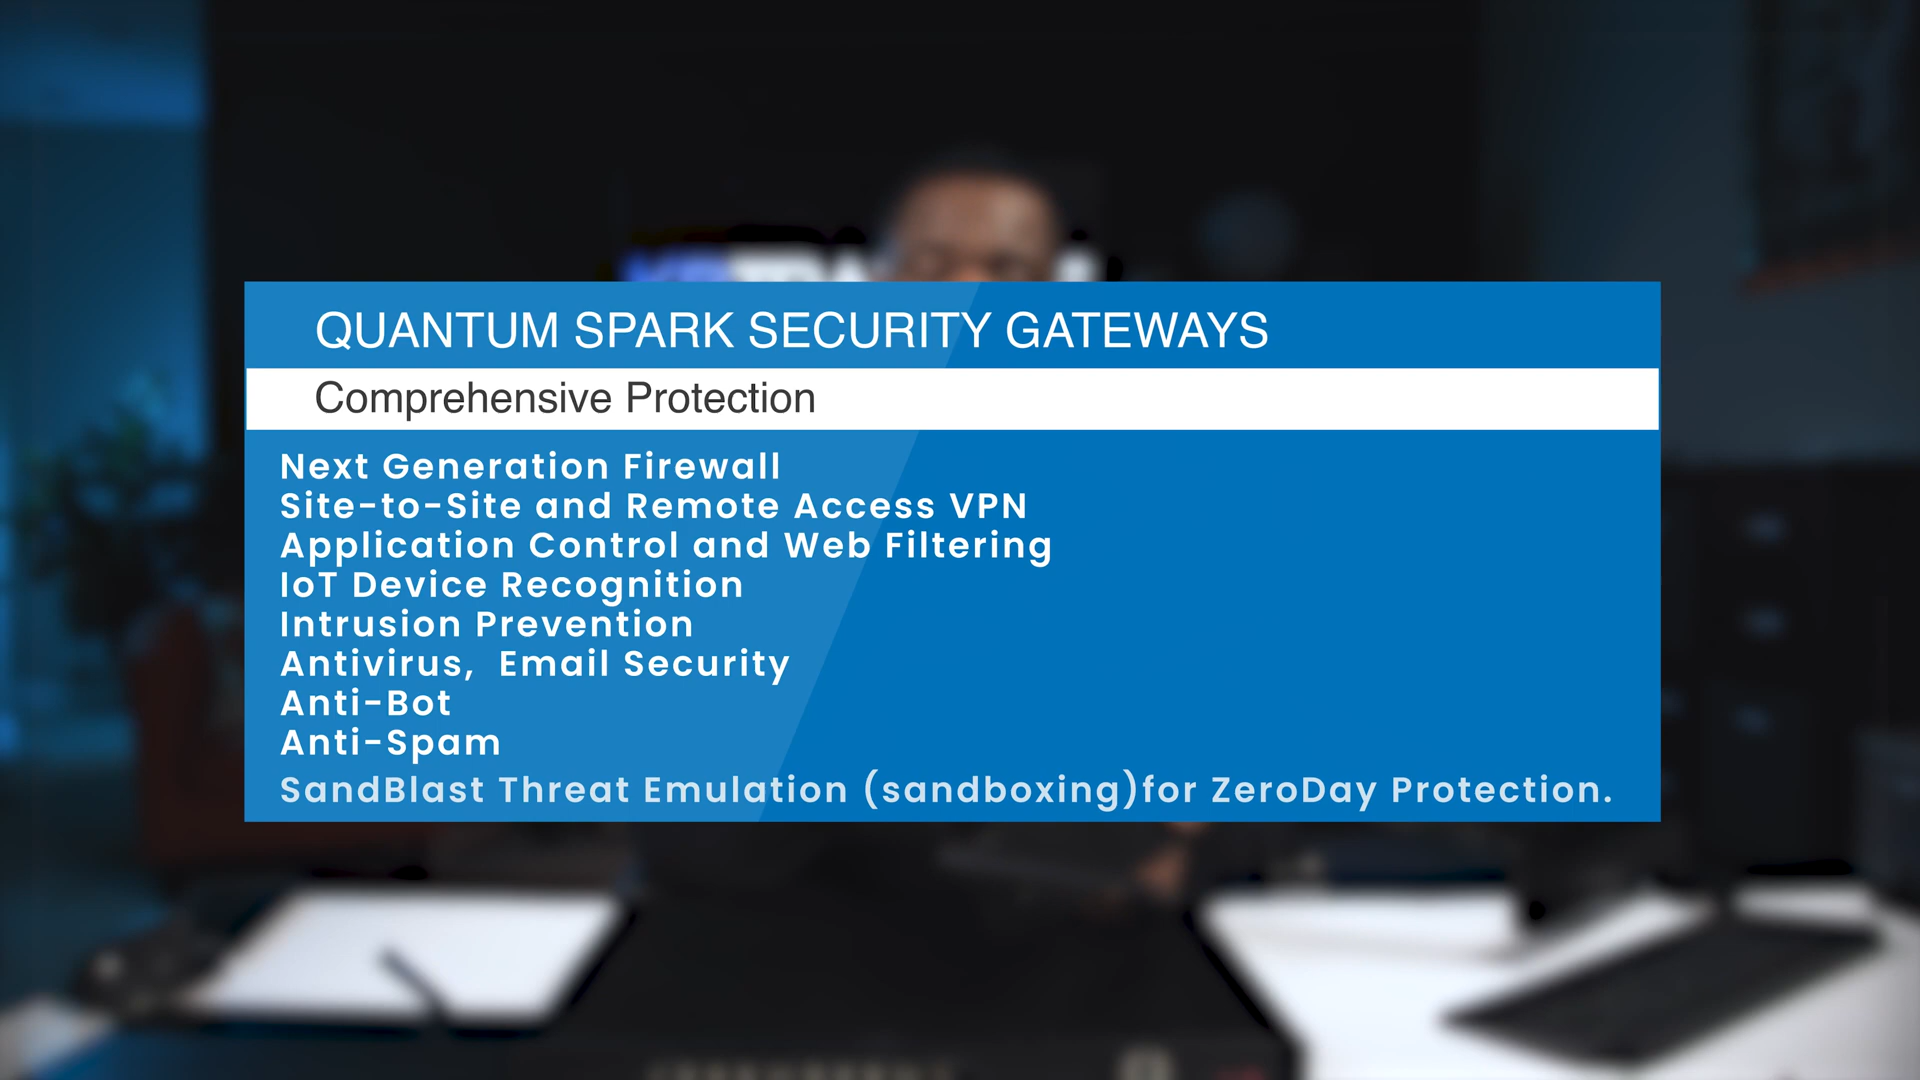 QUANTUM SPARK SECURITY GATEWAYS
Comprehensive Protection
Next Generation Firewall
Site-to-Site and Remote Access VPN
Application Control and Web Filtering
IoT Device Recognition
Intrusion Prevention
Antivirus,  Email Security
Anti-Bot
Anti-Spam
SandBlast Threat Emulation (sandboxing)for ZeroDay Protection.